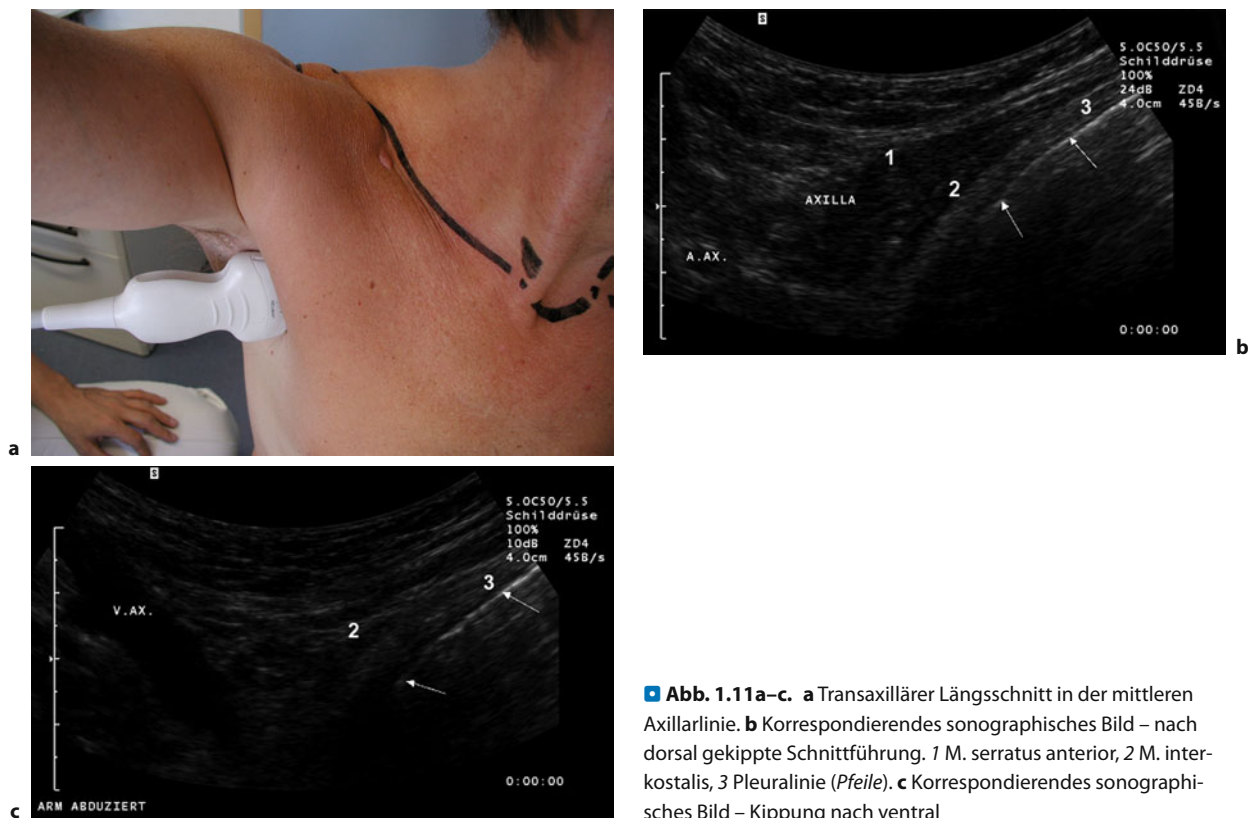 S
5.0C50/5.5
Schilddrüse
100%
24dB ZD4
4.0cm 45B/s
3
1
2
AXILLA
A.AX.
0:00:00
b
a
S
5.0C50/5.5
Schilddrüse
100%
10dB ZD4
4.0cm 45B/s
3
V.AX.
2
0:00:00
ARM ABDUZIERT
c
Abb. 1.11a–c. a Transaxillärer Längsschnitt in der mittleren
Axillarlinie. b Korrespondierendes sonographisches Bild – nach
dorsal gekippte Schnittführung. 1 M. serratus anterior, 2 M. inter-
kostalis, 3 Pleuralinie (Pfeile). c Korrespondierendes sonographi-
sches Bild – Kippung nach ventral